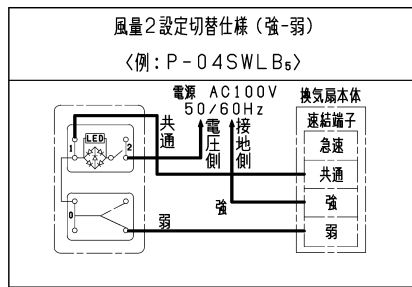 風量2設定切替仕様(強-弱)
〈例:P-04SWLB₅〉
電源 AC100V
50/60Hz
換気扇本体
速結端子
急速
共通
強
弱
共通
電圧側
接地側
LED
1
2
0
強
弱